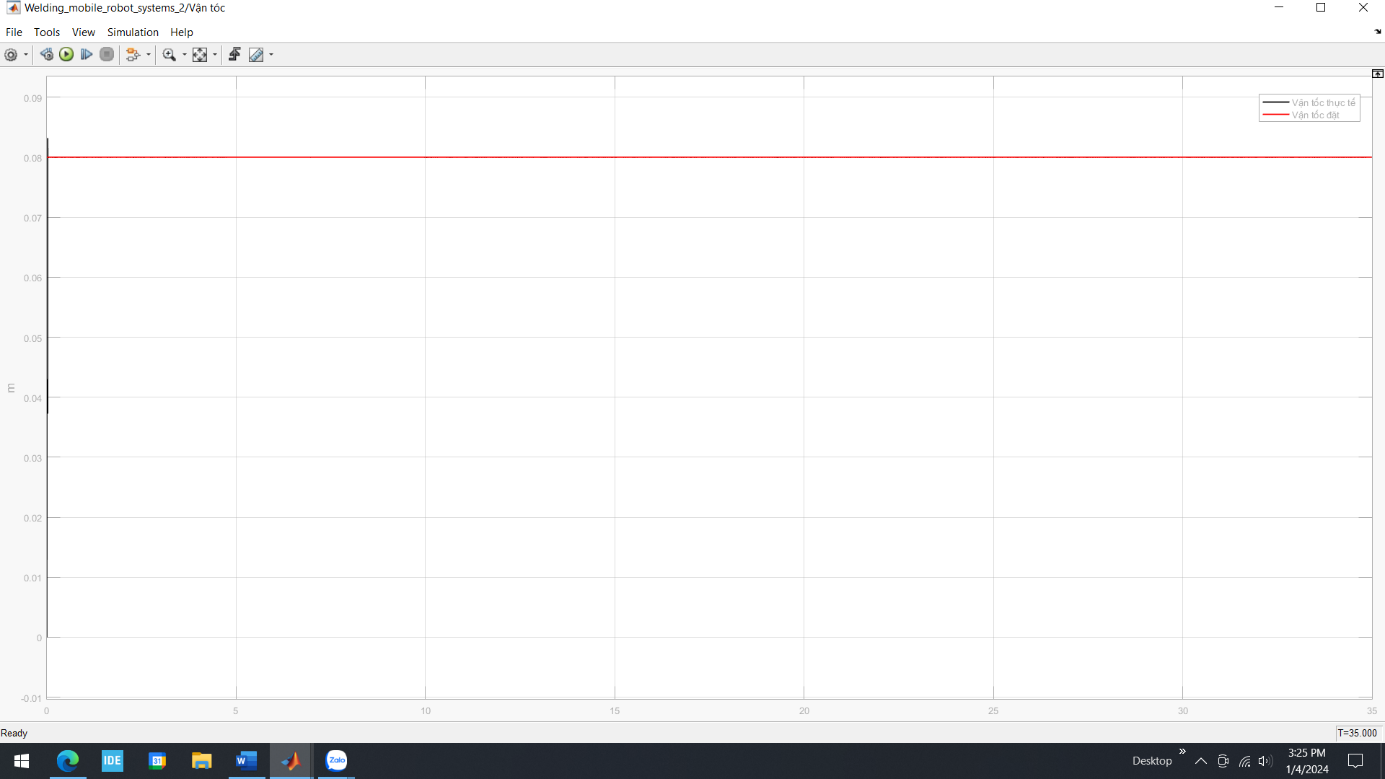 Welding_mobile_robot_systems_2/Vận tóc
File Tools View Simulation Help
0.09
0.08
0.07
0.06
0.05
0.04
0.03
0.02
0.01
0
-0.01
m
Vận tốc thực tế
Vận tốc đặt
0 5 10 15 20 25 30 35
Ready
T=35.000
IDE
31
W
Zalo
Desktop
3:25 PM
1/4/2024